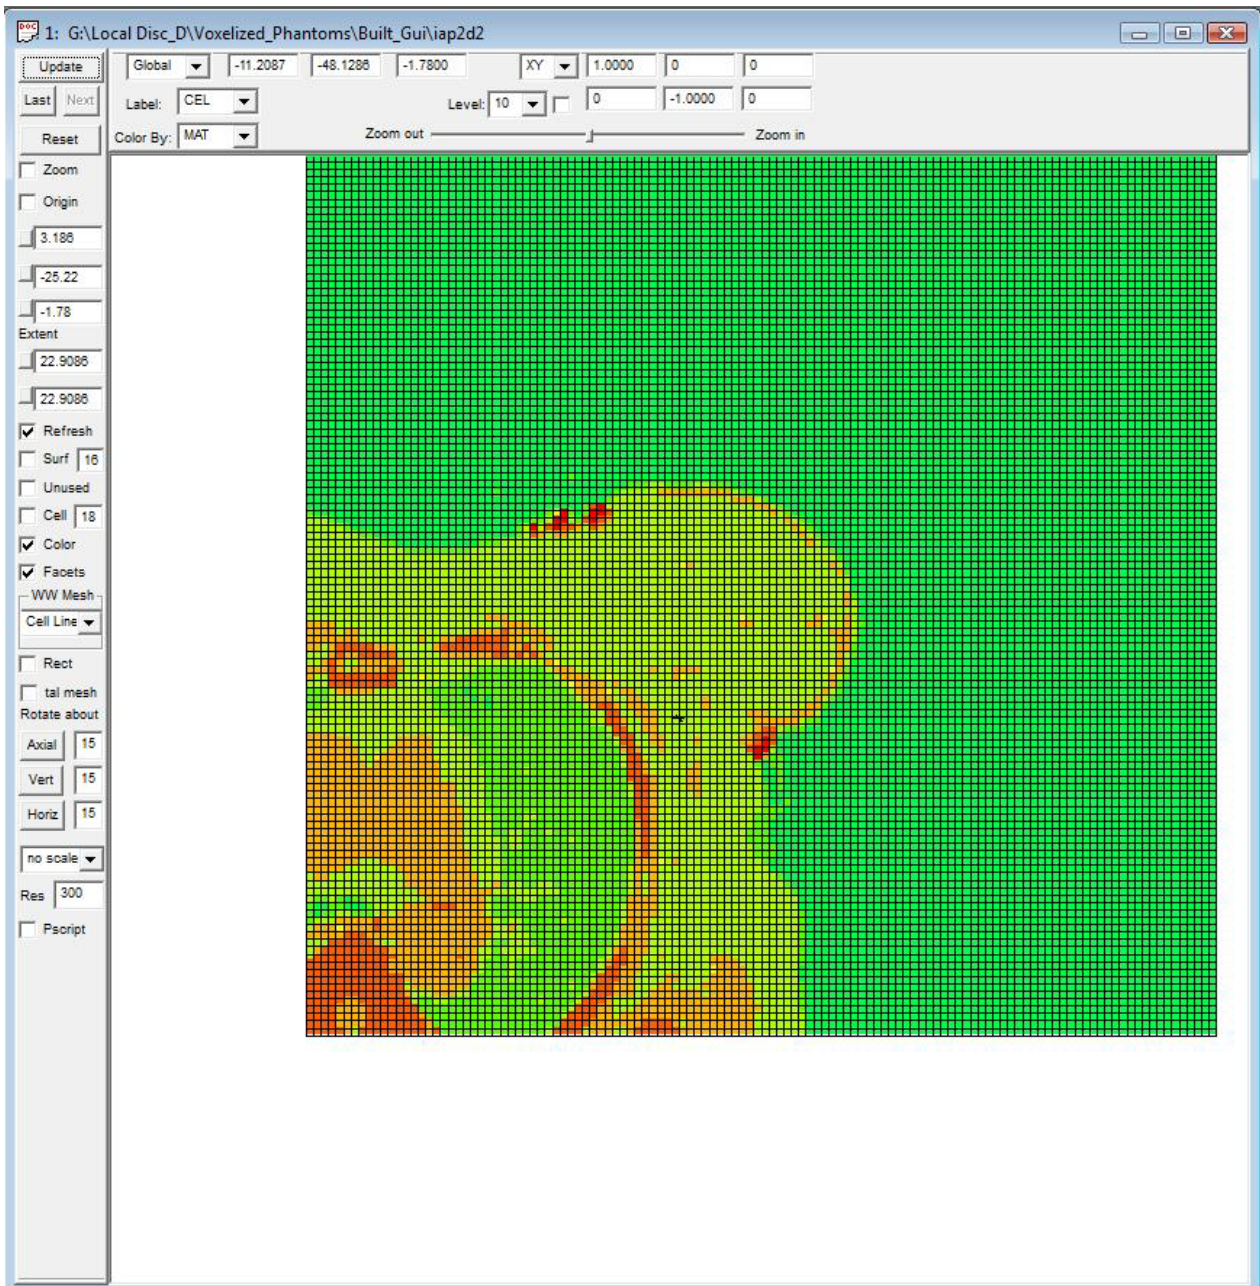 DOC
1: G:\Local Disc_D\Voxelized_Phantoms\Built_Gui\iap2d2
Update
Global -11.2087 -48.1286 -1.7800 XY 1.0000 0 0
Last Next
Label: CEL Level: 10 0 -1.0000 0
Reset
Color By: MAT Zoom out Zoom in
Zoom
Origin
3.186
-25.22
-1.78
Extent
22.9086
22.9086
Refresh
Surf 16
Unused
Cell 18
Color
Facets
WW Mesh
Cell Line
Rect
tal mesh
Rotate about
Axial 15
Vert 15
Horiz 15
no scale
Res 300
Pscript